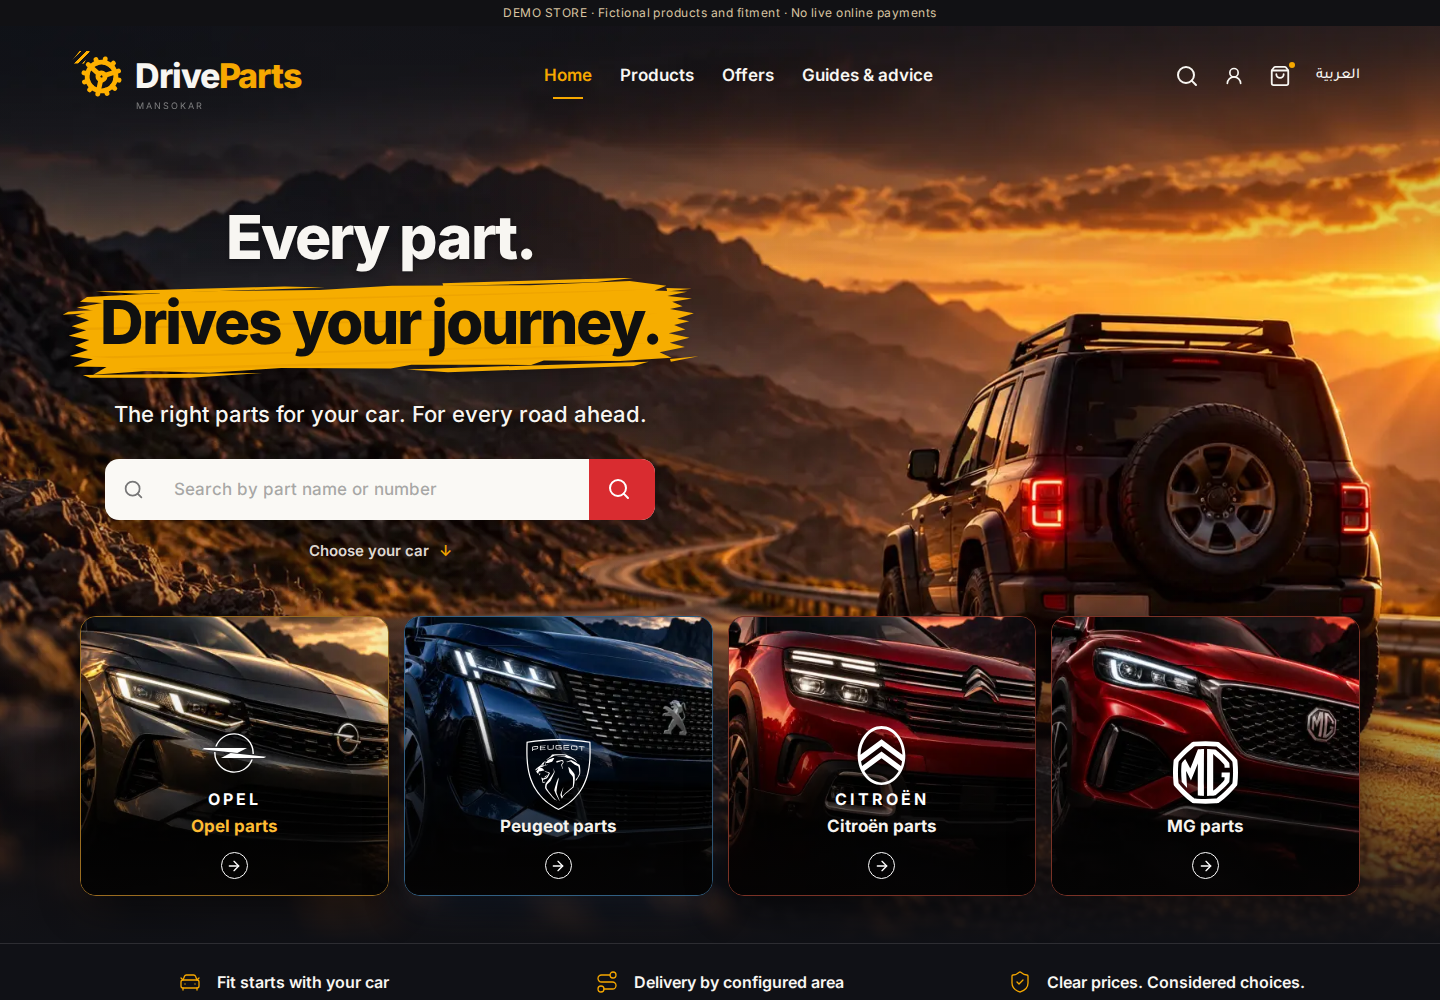 DEMO STORE · Fictional products and fitment · No live online payments
DriveParts
MANSOKAR
Home
Products
Offers
Guides & advice
العربية
Every part.
Drives your journey.
The right parts for your car. For every road ahead.
Search by part name or number
Choose your car ↓
OPEL
Opel parts
PEUGEOT
Peugeot parts
CITROËN
Citroën parts
MG
MG
MG parts
Fit starts with your car
Delivery by configured area
Clear prices. Considered choices.